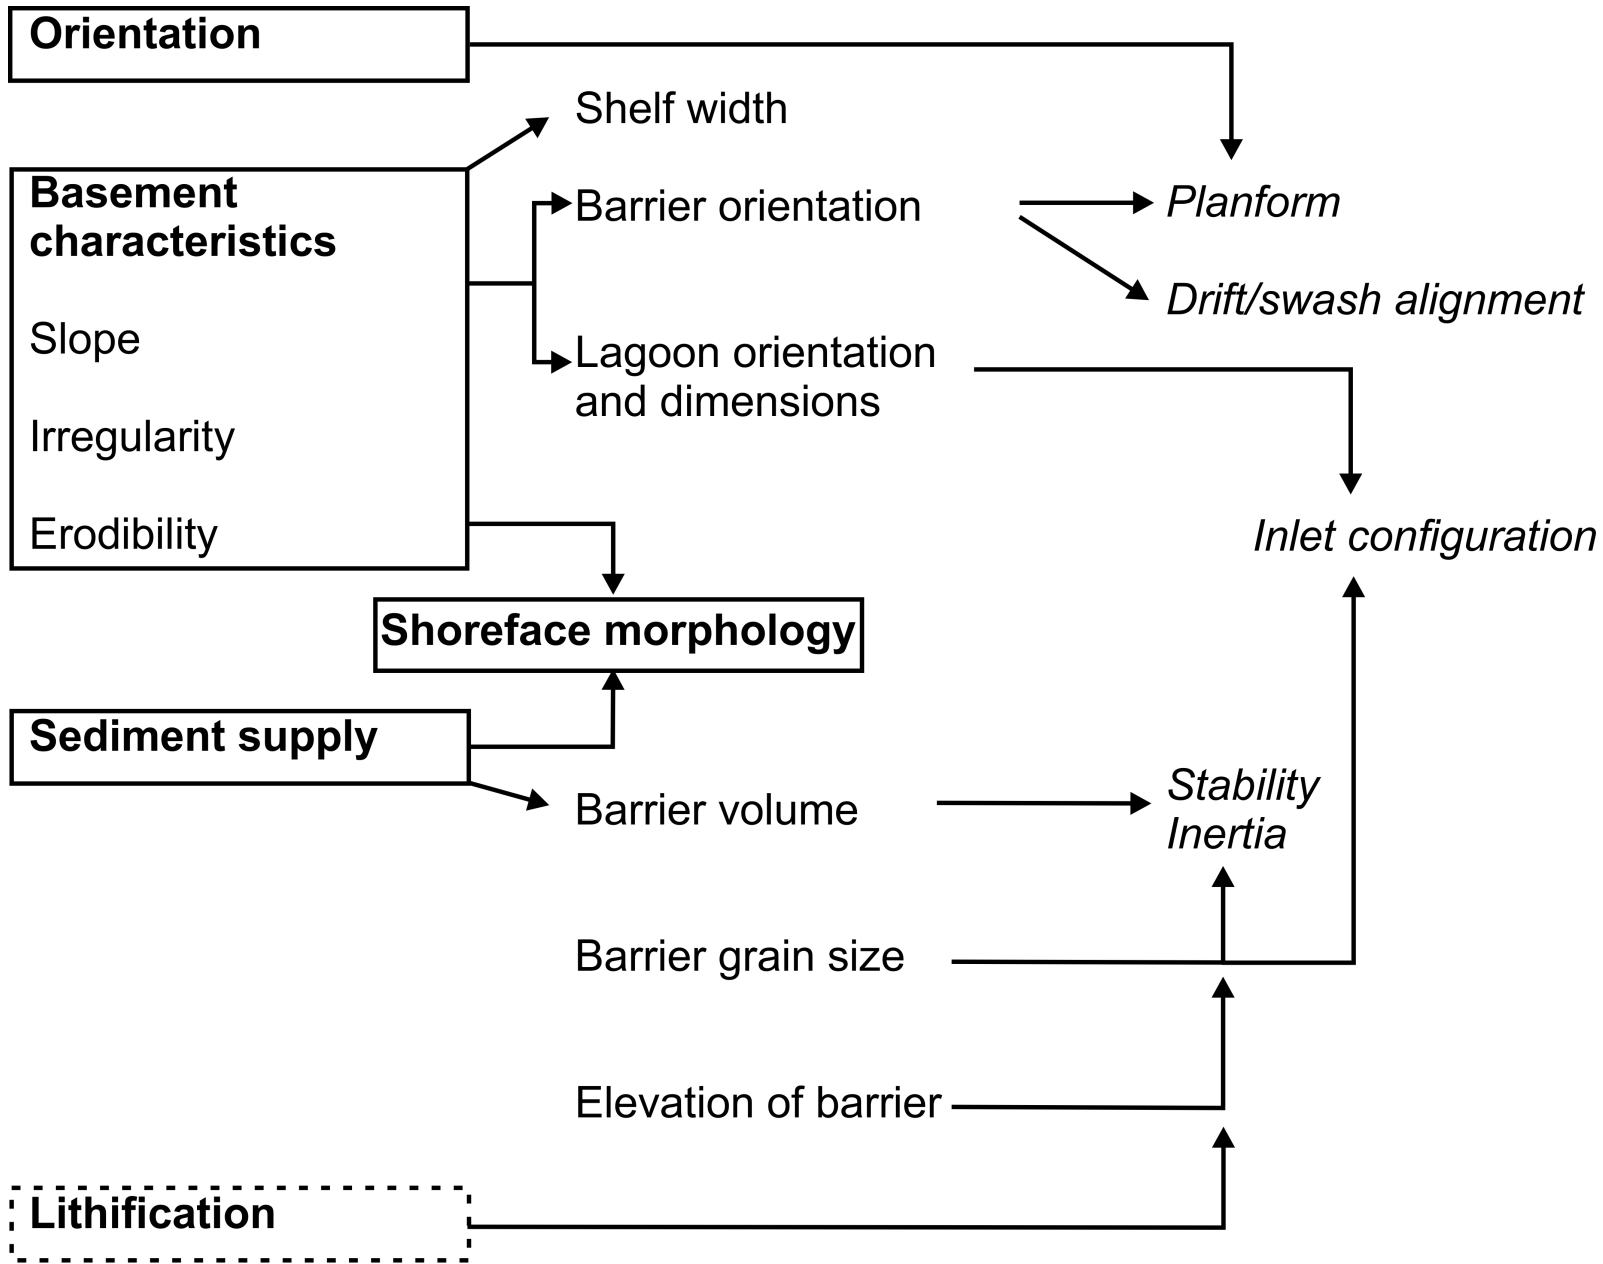 Orientation
Shelf width
Basement
characteristics
Slope
Irregularity
Erodibility
Barrier orientation
Planform
Drift/swash alignment
Lagoon orientation
and dimensions
Inlet configuration
Shoreface morphology
Sediment supply
Barrier volume
Stability
Inertia
Barrier grain size
Elevation of barrier
Lithification